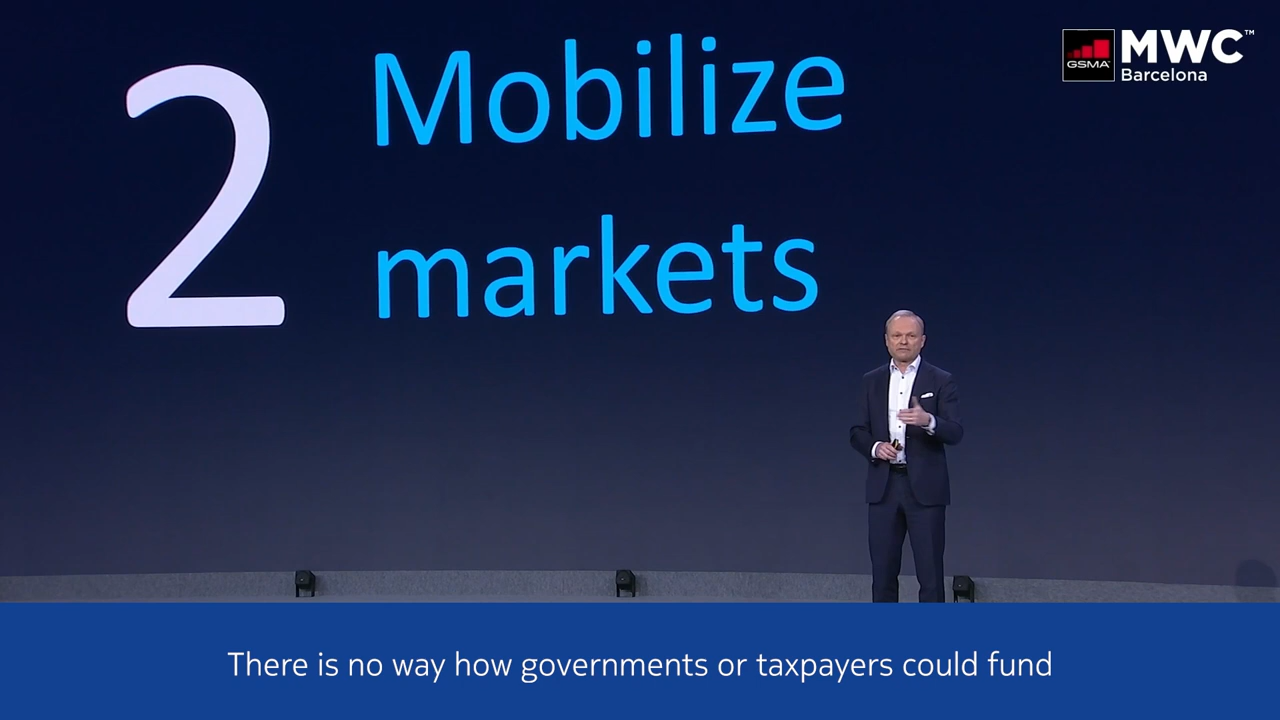 2
Mobilize
markets
GSMA
MWC™
Barcelona
There is no way how governments or taxpayers could fund